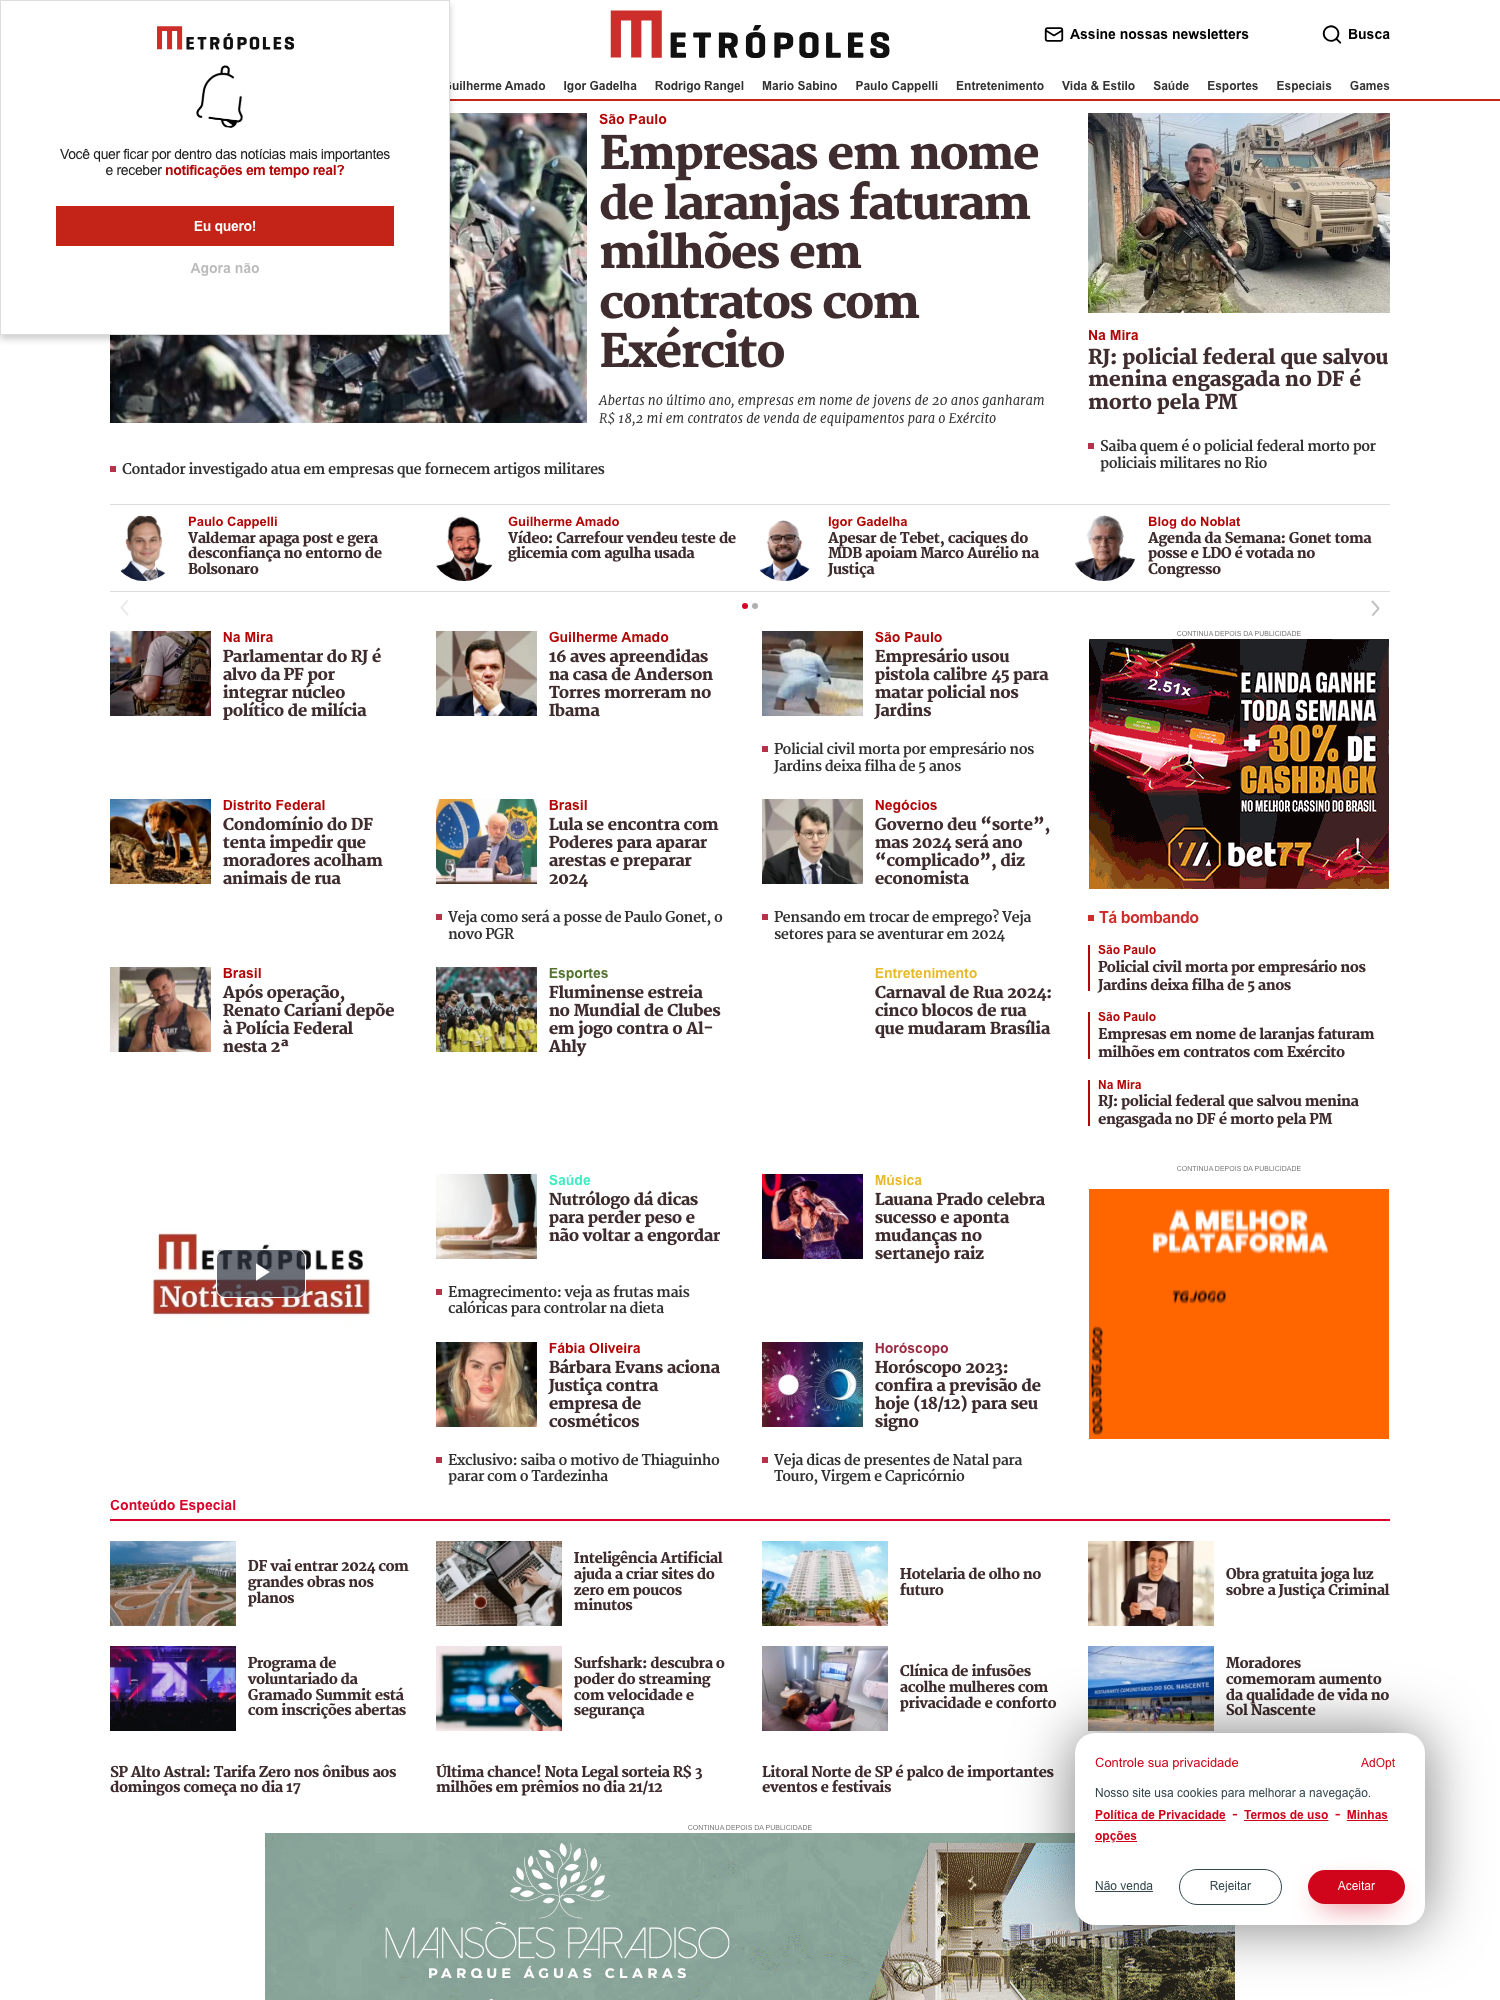 METRÓPOLES
Você quer ficar por dentro das notícias mais importantes
e receber notificações em tempo real?
Eu quero!
Agora não
METRÓPOLES
Assine nossas newsletters
Busca
Guilherme Amado Igor Gadelha Rodrigo Rangel Mario Sabino Paulo Cappelli Entretenimento Vida & Estilo Saúde Esportes Especiais Games
São Paulo
Empresas em nome
de laranjas faturam
milhões em
contratos com
Exército
Abertas no último ano, empresas em nome de jovens de 20 anos ganharam
R$ 18,2 mi em contratos de venda de equipamentos para o Exército
Contador investigado atua em empresas que fornecem artigos militares
Na Mira
RJ: policial federal que salvou
menina engasgada no DF é
morto pela PM
Saiba quem é o policial federal morto por
policiais militares no Rio
Paulo Cappelli
Valdemar apaga post e gera
desconfiança no entorno de
Bolsonaro
Guilherme Amado
Vídeo: Carrefour vendeu teste de
glicemia com agulha usada
Igor Gadelha
Apesar de Tebet, caciques do
MDB apoiam Marco Aurélio na
Justiça
Blog do Noblat
Agenda da Semana: Gonet toma
posse e LDO é votada no
Congresso
Na Mira
Parlamentar do RJ é
alvo da PF por
integrar núcleo
político de milícia
Guilherme Amado
16 aves apreendidas
na casa de Anderson
Torres morreram no
Ibama
São Paulo
Empresário usou
pistola calibre 45 para
matar policial nos
Jardins
Policial civil morta por empresário nos
Jardins deixa filha de 5 anos
CONTINUA DEPOIS DA PUBLICIDADE
2.51x
E AINDA GANHE
TODA SEMANA
+ 30% DE
CASHBACK
NO MELHOR CASSINO DO BRASIL
bet77
Distrito Federal
Condomínio do DF
tenta impedir que
moradores acolham
animais de rua
Brasil
Lula se encontra com
Poderes para aparar
arestas e preparar
2024
Veja como será a posse de Paulo Gonet, o
novo PGR
Negócios
Governo deu “sorte”,
mas 2024 será ano
“complicado”, diz
economista
Pensando em trocar de emprego? Veja
setores para se aventurar em 2024
Tá bombando
São Paulo
Policial civil morta por empresário nos
Jardins deixa filha de 5 anos
São Paulo
Empresas em nome de laranjas faturam
milhões em contratos com Exército
Na Mira
RJ: policial federal que salvou menina
engasgada no DF é morto pela PM
Brasil
Após operação,
Renato Cariani depõe
à Polícia Federal
nesta 2ª
Esportes
Fluminense estreia
no Mundial de Clubes
em jogo contra o Al-
Ahly
Entretenimento
Carnaval de Rua 2024:
cinco blocos de rua
que mudaram Brasília
METRÓPOLES
Notícias Brasil
Saúde
Nutrólogo dá dicas
para perder peso e
não voltar a engordar
Emagrecimento: veja as frutas mais
calóricas para controlar na dieta
Música
Lauana Prado celebra
sucesso e aponta
mudanças no
sertanejo raiz
CONTINUA DEPOIS DA PUBLICIDADE
A MELHOR
PLATAFORMA
TGJOGO
Fábia Oliveira
Bárbara Evans aciona
Justiça contra
empresa de
cosméticos
Exclusivo: saiba o motivo de Thiaguinho
parar com o Tardezinha
Horóscopo
Horóscopo 2023:
confira a previsão de
hoje (18/12) para seu
signo
Veja dicas de presentes de Natal para
Touro, Virgem e Capricórnio
Conteúdo Especial
DF vai entrar 2024 com
grandes obras nos
planos
Inteligência Artificial
ajuda a criar sites do
zero em poucos
minutos
Hotelaria de olho no
futuro
Obra gratuita joga luz
sobre a Justiça Criminal
Programa de
voluntariado da
Gramado Summit está
com inscrições abertas
Surfshark: descubra o
poder do streaming
com velocidade e
segurança
Clínica de infusões
acolhe mulheres com
privacidade e conforto
RESTAURANTE COMUNITÁRIO DO SOL NASCENTE
Moradores
comemoram aumento
da qualidade de vida no
Sol Nascente
SP Alto Astral: Tarifa Zero nos ônibus aos
domingos começa no dia 17
Última chance! Nota Legal sorteia R$ 3
milhões em prêmios no dia 21/12
Litoral Norte de SP é palco de importantes
eventos e festivais
Controle sua privacidade
AdOpt
Nosso site usa cookies para melhorar a navegação.
Política de Privacidade - Termos de uso - Minhas
opções
Não venda
Rejeitar
Aceitar
CONTINUA DEPOIS DA PUBLICIDADE
MANSÕES PARADISO
PARQUE ÁGUAS CLARAS